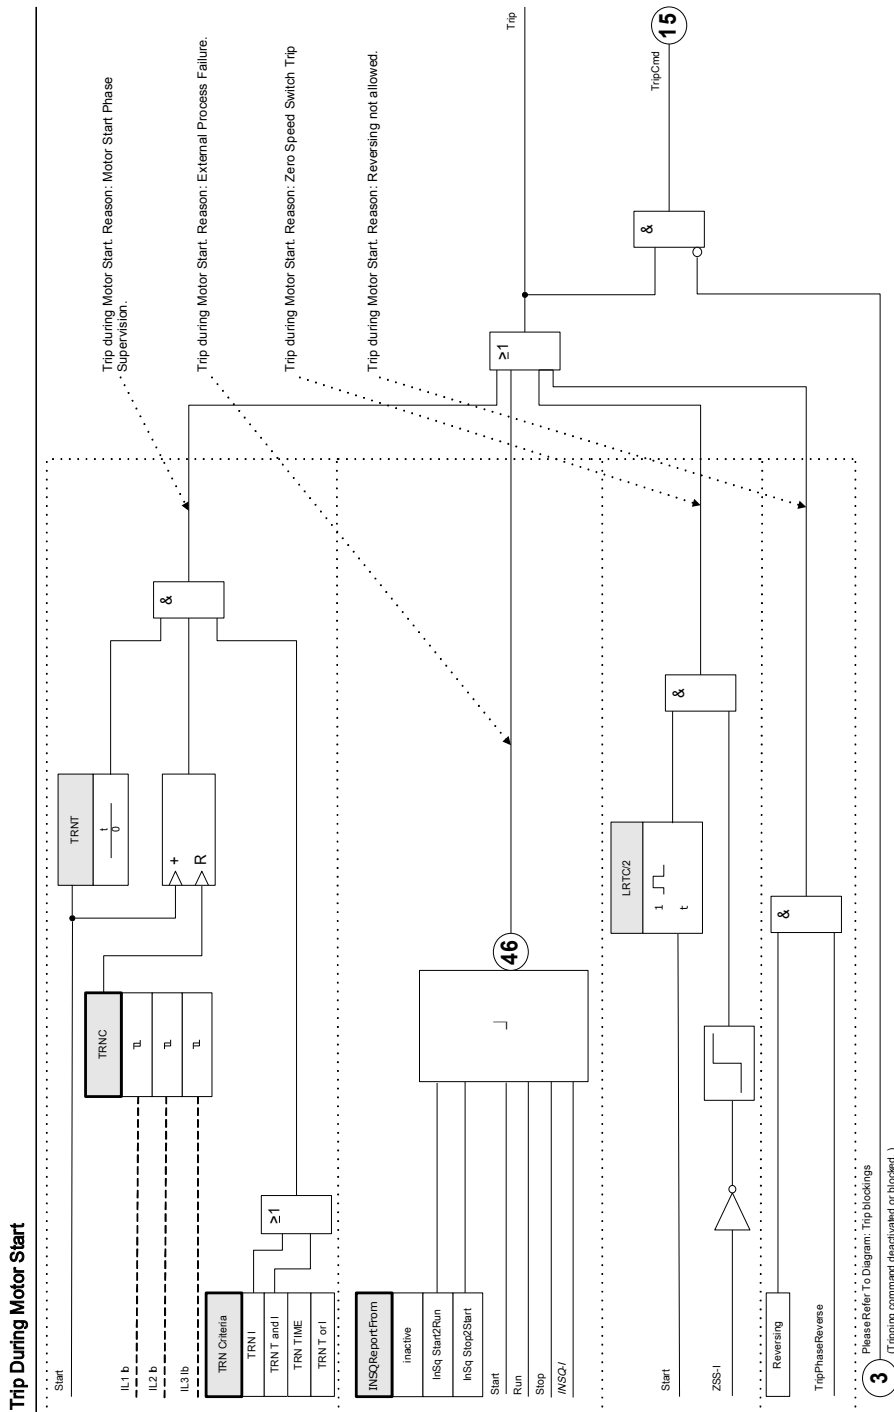 Trip During Motor Start
Start
IL1 Ib
IL2 Ib
IL3 Ib
TRNC
TRNT
t
0
+
R
&
TRN Criteria
TRN I
TRN T and I
TRN TIME
TRN T or I
≥1
Trip during Motor Start. Reason: Motor Start Phase
Supervision.
Trip during Motor Start. Reason: External Process Failure.
Trip during Motor Start. Reason: Zero Speed Switch Trip
Trip during Motor Start. Reason: Reversing not allowed.
INSQReportFrom
inactive
InSq Start2Run
InSq Stop2Start
Start
Run
Stop
INSQ-I
46
≥1
Trip
Start
LRTC/2
1
t
ZSS-I
&
Reversing
TripPhaseReverse
&
&
TripCmd
15
3
Please Refer To Diagram: Trip blockings
(Tripping command deactivated or blocked. )